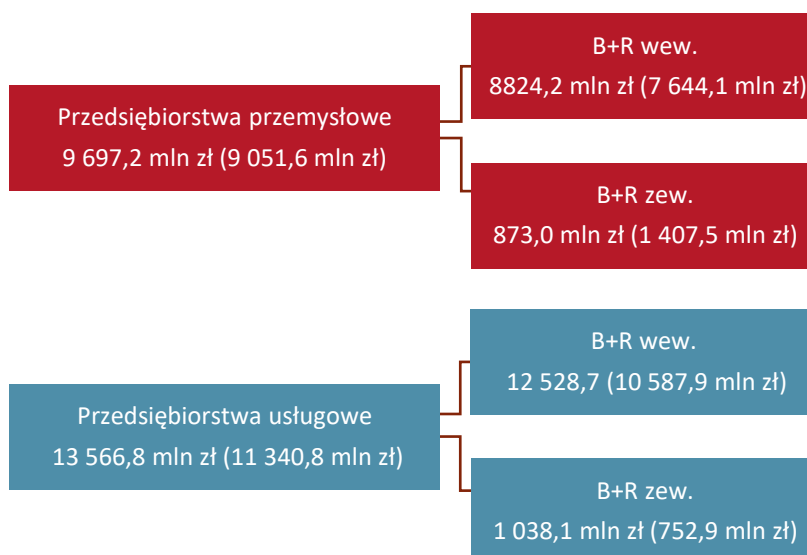 Przedsiębiorstwa przemysłowe
9 697,2 mln zł (9 051,6 mln zł)
B+R wew.
8824,2 mln zł (7 644,1 mln zł)
B+R zew.
873,0 mln zł (1 407,5 mln zł)
Przedsiębiorstwa usługowe
13 566,8 mln zł (11 340,8 mln zł)
B+R wew.
12 528,7 (10 587,9 mln zł)
B+R zew.
1 038,1 mln zł (752,9 mln zł)